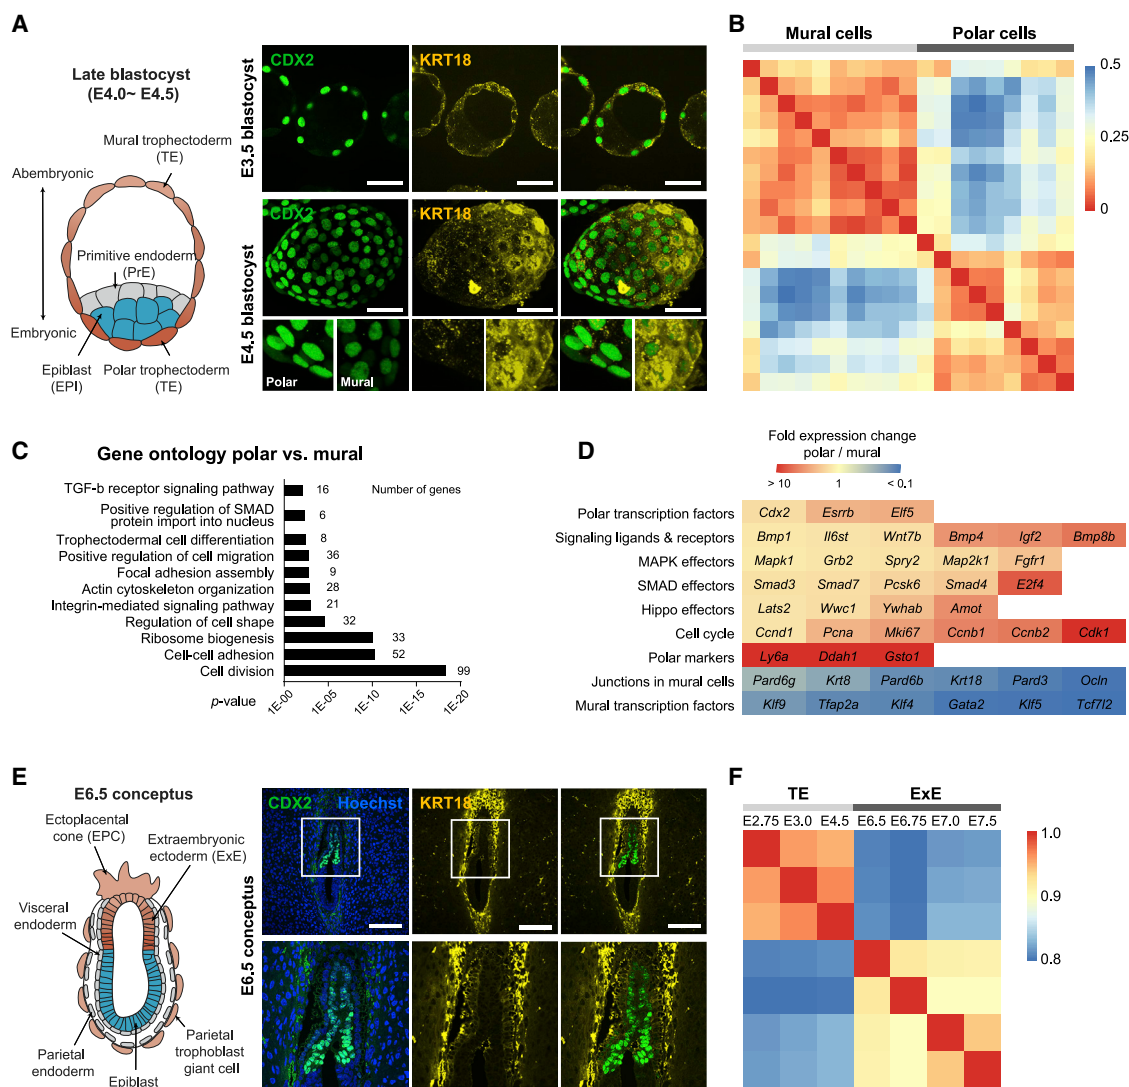 A
Late blastocyst
(E4.0~ E4.5)
Mural trophectoderm
(TE)
Abembryonic
Primitive endoderm
(PrE)
Embryonic
Epiblast
(EPI)
Polar trophectoderm
(TE)
E3.5 blastocyst
CDX2
KRT18
E4.5 blastocyst
CDX2
KRT18
Polar
Mural
B
Mural cells
Polar cells
0.5
0.25
0
C
Gene ontology polar vs. mural
Number of genes
TGF-b receptor signaling pathway 16
Positive regulation of SMAD
protein import into nucleus 6
Trophectodermal cell differentiation 8
Positive regulation of cell migration 36
Focal adhesion assembly 9
Actin cytoskeleton organization 28
Integrin-mediated signaling pathway 21
Regulation of cell shape 32
Ribosome biogenesis 33
Cell-cell adhesion 52
Cell division 99
p-value
1E-00
1E-05
1E-10
1E-15
1E-20
D
Fold expression change
polar / mural
> 10
1
< 0.1
Polar transcription factors Cdx2 Esrrb Elf5
Signaling ligands & receptors Bmp1 Il6st Wnt7b Bmp4 Igf2 Bmp8b
MAPK effectors Mapk1 Grb2 Spry2 Map2k1 Fgfr1
SMAD effectors Smad3 Smad7 Pcsk6 Smad4 E2f4
Hippo effectors Lats2 Wwc1 Ywhab Amot
Cell cycle Ccnd1 Pcna Mki67 Ccnb1 Ccnb2 Cdk1
Polar markers Ly6a Ddah1 Gsto1
Junctions in mural cells Pard6g Krt8 Pard6b Krt18 Pard3 Ocln
Mural transcription factors Klf9 Tfap2a Klf4 Gata2 Klf5 Tcf7l2
E
E6.5 conceptus
Ectoplacental
cone (EPC)
Extraembryonic
ectoderm (ExE)
Visceral
endoderm
Parietal
endoderm
Epiblast
Parietal
trophoblast
giant cell
E6.5 conceptus
CDX2
Hoechst
KRT18
F
TE
ExE
E2.75 E3.0 E4.5 E6.5 E6.75 E7.0 E7.5
1.0
0.9
0.8